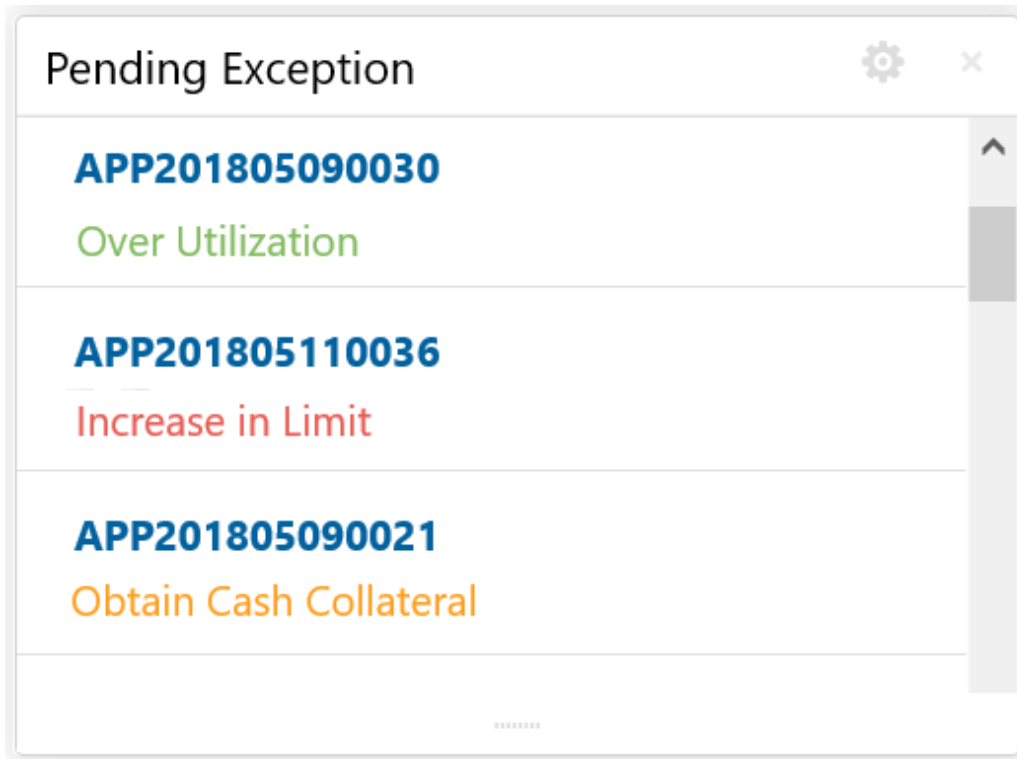 Pending Exception
APP201805090030
Over Utilization
APP201805110036
Increase in Limit
APP201805090021
Obtain Cash Collateral